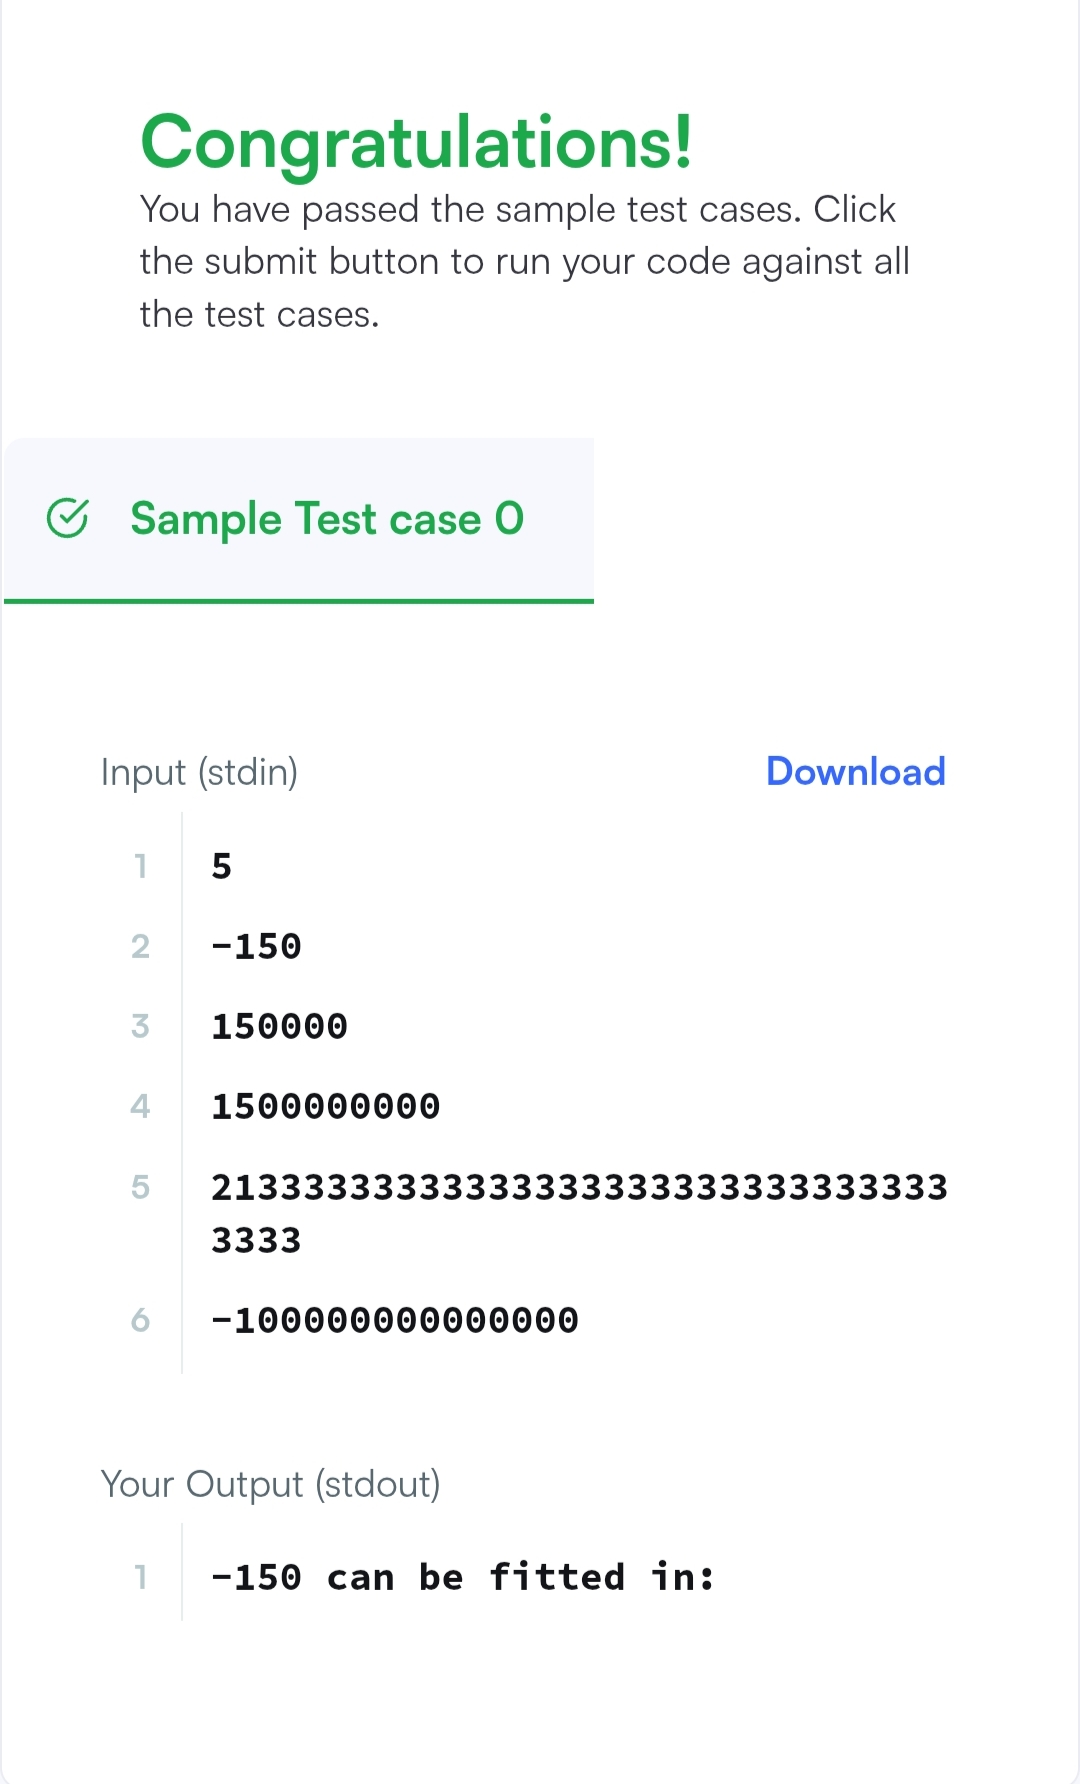 Congratulations!
You have passed the sample test cases. Click
the submit button to run your code against all
the test cases.
Sample Test case 0
Input (stdin)
Download
1 5
2 -150
3 150000
4 1500000000
5 21333333333333333333333333333333
3333
6 -100000000000000
Your Output (stdout)
1 -150 can be fitted in: